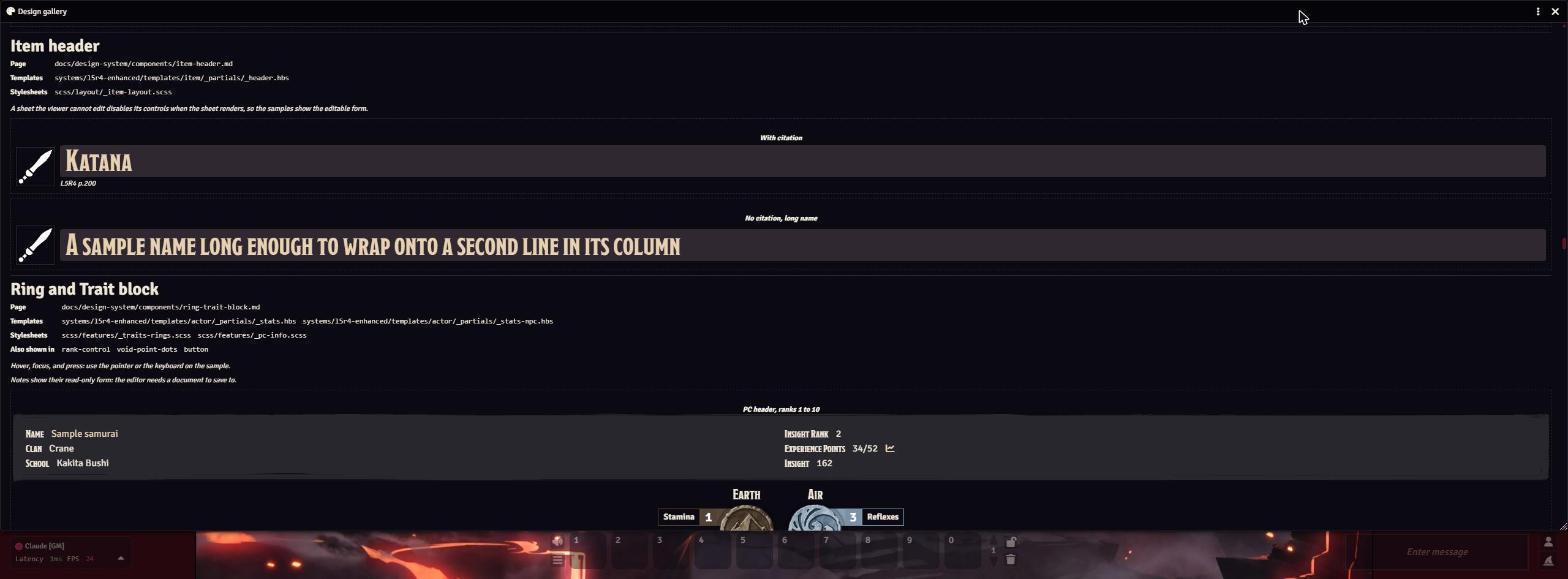 Design gallery
Item header
Page docs/design-system/components/item-header.md
Templates systems/l5r4-enhanced/templates/item/_partials/_header.hbs
Stylesheets scss/layout/_item-layout.scss
A sheet the viewer cannot edit disables its controls when the sheet renders, so the samples show the editable form.
With citation
Katana
L5R4 p.200
No citation, long name
A sample name long enough to wrap onto a second line in its column
Ring and Trait block
Page docs/design-system/components/ring-trait-block.md
Templates systems/l5r4-enhanced/templates/actor/_partials/_stats.hbs systems/l5r4-enhanced/templates/actor/_partials/_stats-npc.hbs
Stylesheets scss/features/_traits-rings.scss scss/features/_pc-info.scss
Also shown in rank-control void-point-dots button
Hover, focus, and press: use the pointer or the keyboard on the sample.
Notes show their read-only form: the editor needs a document to save to.
PC header, ranks 1 to 10
Name Sample samurai Insight Rank 2
Clan Crane Experience Points 34/52
School Kakita Bushi Insight 162
Earth Air
Stamina 1 3 Reflexes
Claude [GM]
Latency 1ms FPS 24
1 2 3 4 5 6 7 8 9 0
1
Enter message